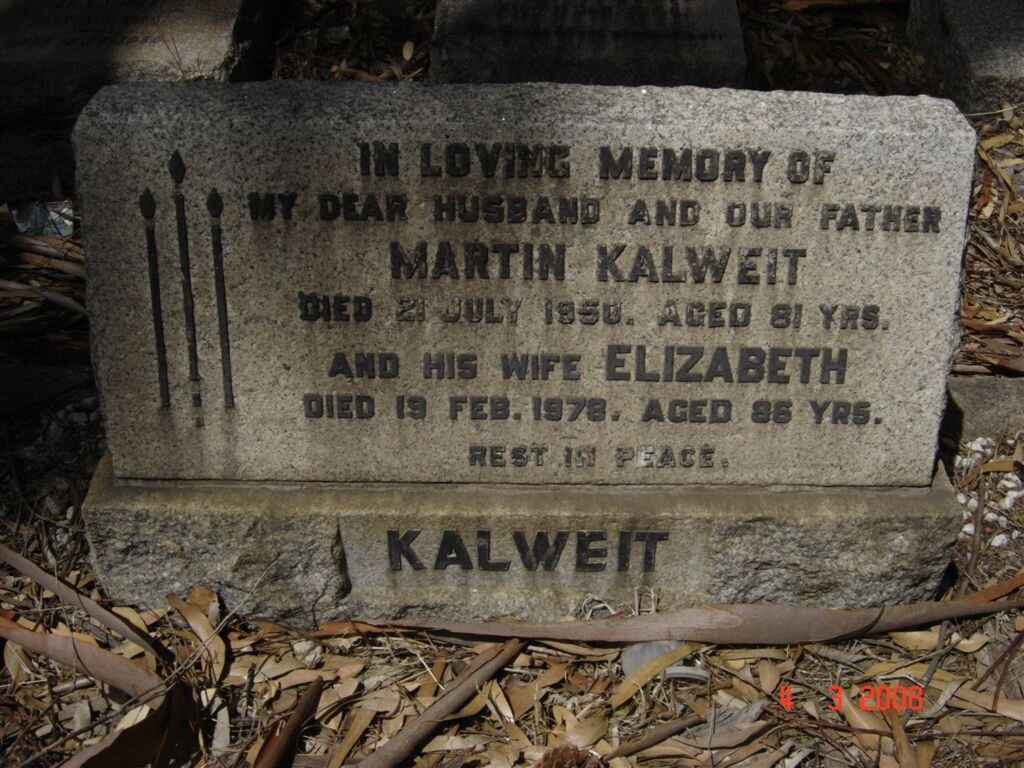 IN LOVING MEMORY OF
MY DEAR HUSBAND AND OUR FATHER
MARTIN KALWEIT
DIED 21 JULY 1950. AGED 81 YRS.
AND HIS WIFE ELIZABETH
DIED 19 FEB. 1978. AGED 86 YRS.
REST IN PEACE.
KALWEIT
4 3 2008